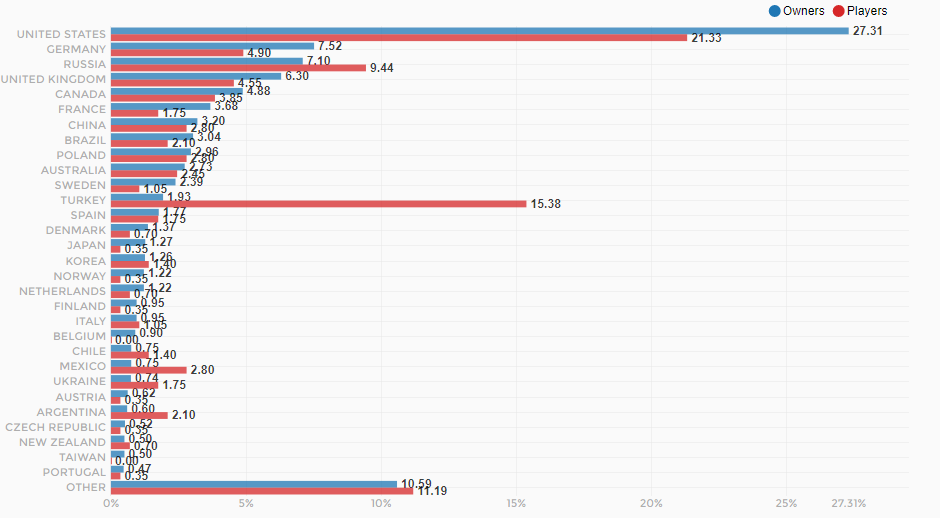 Owners Players
UNITED STATES 27.31 21.33
GERMANY 7.52 4.90
RUSSIA 7.10 9.44
UNITED KINGDOM 6.30 4.55
CANADA 4.88 3.85
FRANCE 3.68 1.75
CHINA 3.20 2.80
BRAZIL 3.04 2.10
POLAND 2.96 2.80
AUSTRALIA 2.73 2.45
SWEDEN 2.39 1.05
TURKEY 1.93 15.38
SPAIN 1.77 1.75
DENMARK 1.37 0.70
JAPAN 1.27 0.35
KOREA 1.26 1.40
NORWAY 1.22 0.35
NETHERLANDS 1.22 0.70
FINLAND 0.95 0.35
ITALY 0.95 1.05
BELGIUM 0.90 0.00
CHILE 0.75 1.40
MEXICO 0.75 2.80
UKRAINE 0.74 1.75
AUSTRIA 0.62 0.35
ARGENTINA 0.60 2.10
CZECH REPUBLIC 0.52 0.35
NEW ZEALAND 0.50 0.70
TAIWAN 0.50 0.00
PORTUGAL 0.47 0.35
OTHER 10.59 11.19
0% 5% 10% 15% 20% 25% 27.31%